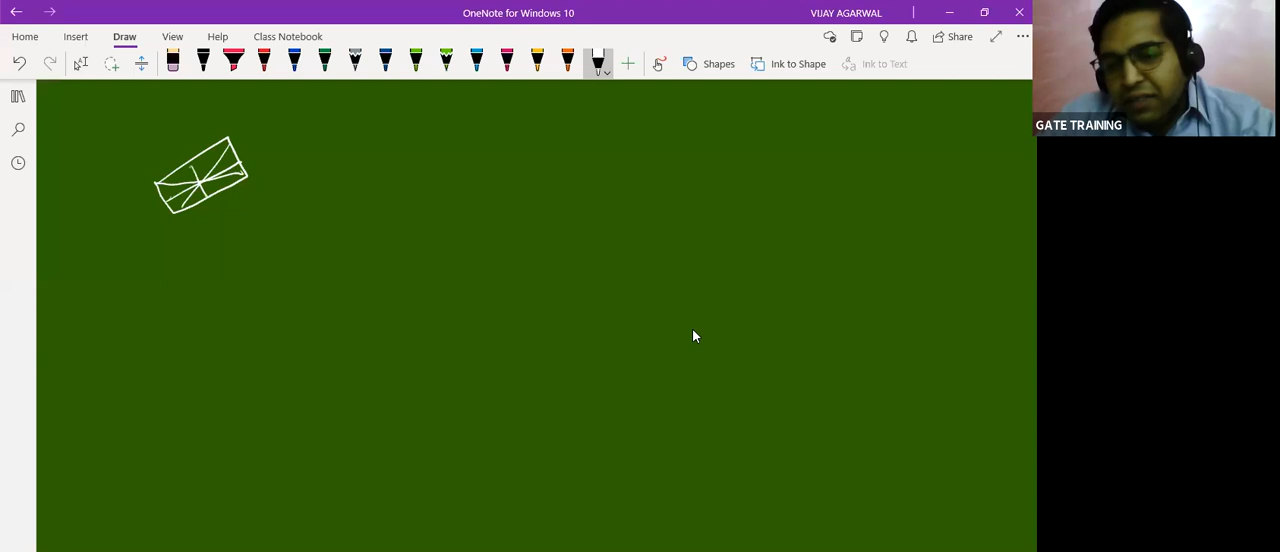 OneNote for Windows 10
VIJAY AGARWAL
Home Insert Draw View Help Class Notebook
Share
Shapes Ink to Shape Ink to Text
GATE TRAINING